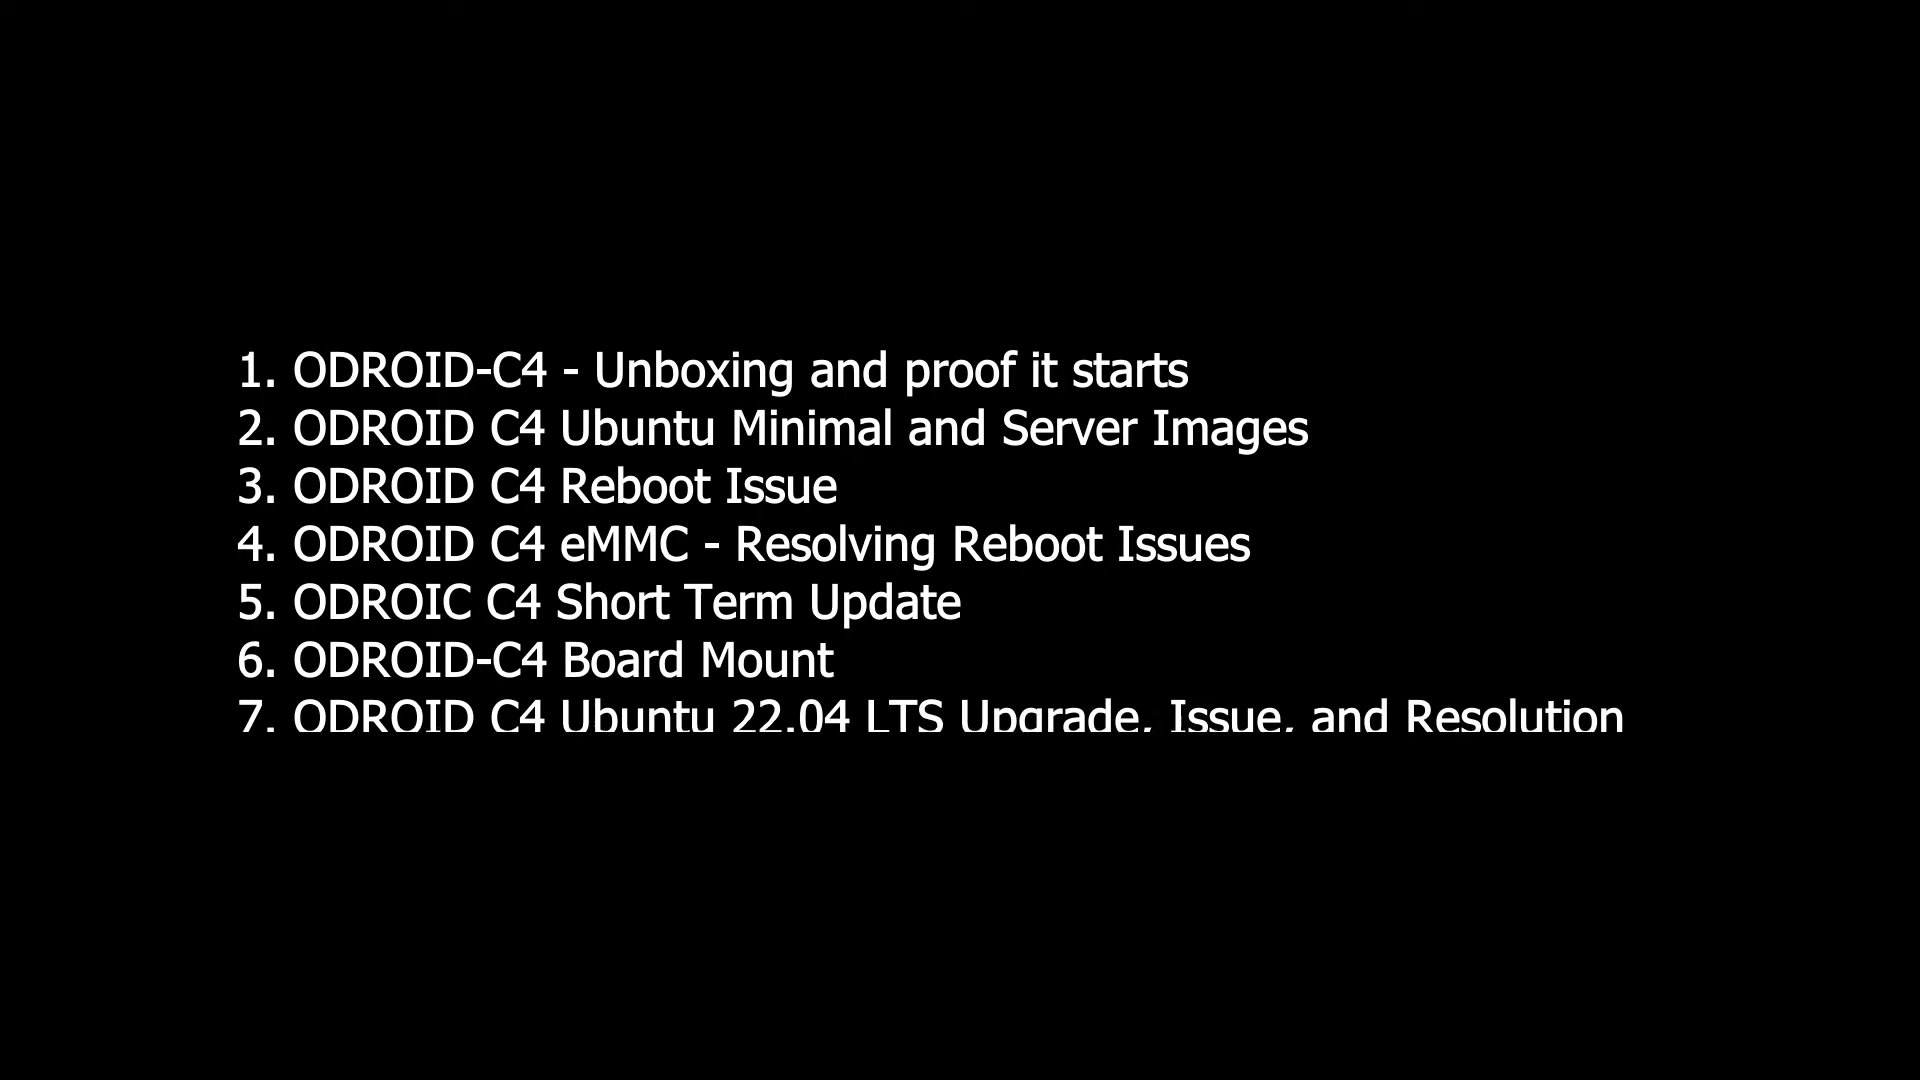 1. ODROID-C4 - Unboxing and proof it starts
2. ODROID C4 Ubuntu Minimal and Server Images
3. ODROID C4 Reboot Issue
4. ODROID C4 eMMC - Resolving Reboot Issues
5. ODROIC C4 Short Term Update
6. ODROID-C4 Board Mount
7. ODROID C4 Ubuntu 22.04 LTS Upgrade, Issue, and Resolution